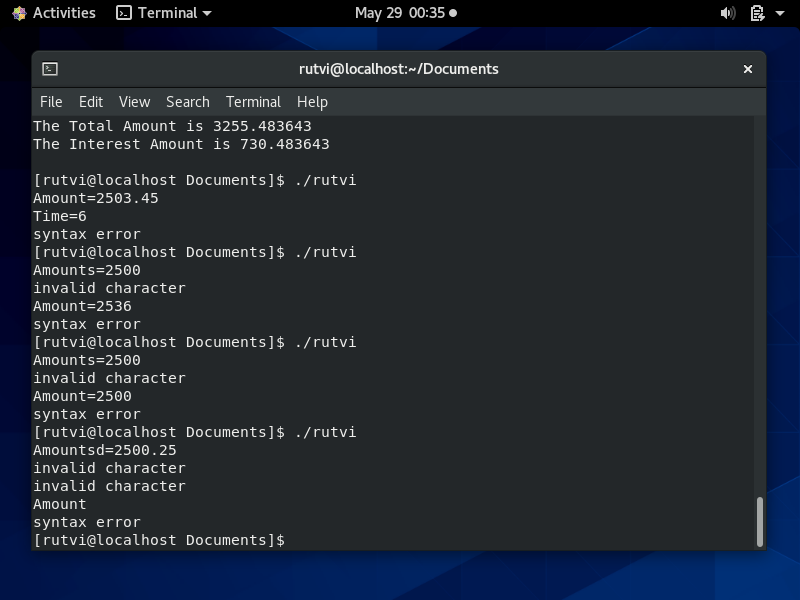 Activities
Terminal
May 29 00:35
rutvi@localhost:~/Documents
File Edit View Search Terminal Help
The Total Amount is 3255.483643
The Interest Amount is 730.483643
[rutvi@localhost Documents]$ ./rutvi
Amount=2503.45
Time=6
syntax error
[rutvi@localhost Documents]$ ./rutvi
Amounts=2500
invalid character
Amount=2536
syntax error
[rutvi@localhost Documents]$ ./rutvi
Amounts=2500
invalid character
Amount=2500
syntax error
[rutvi@localhost Documents]$ ./rutvi
Amountsd=2500.25
invalid character
invalid character
Amount
syntax error
[rutvi@localhost Documents]$